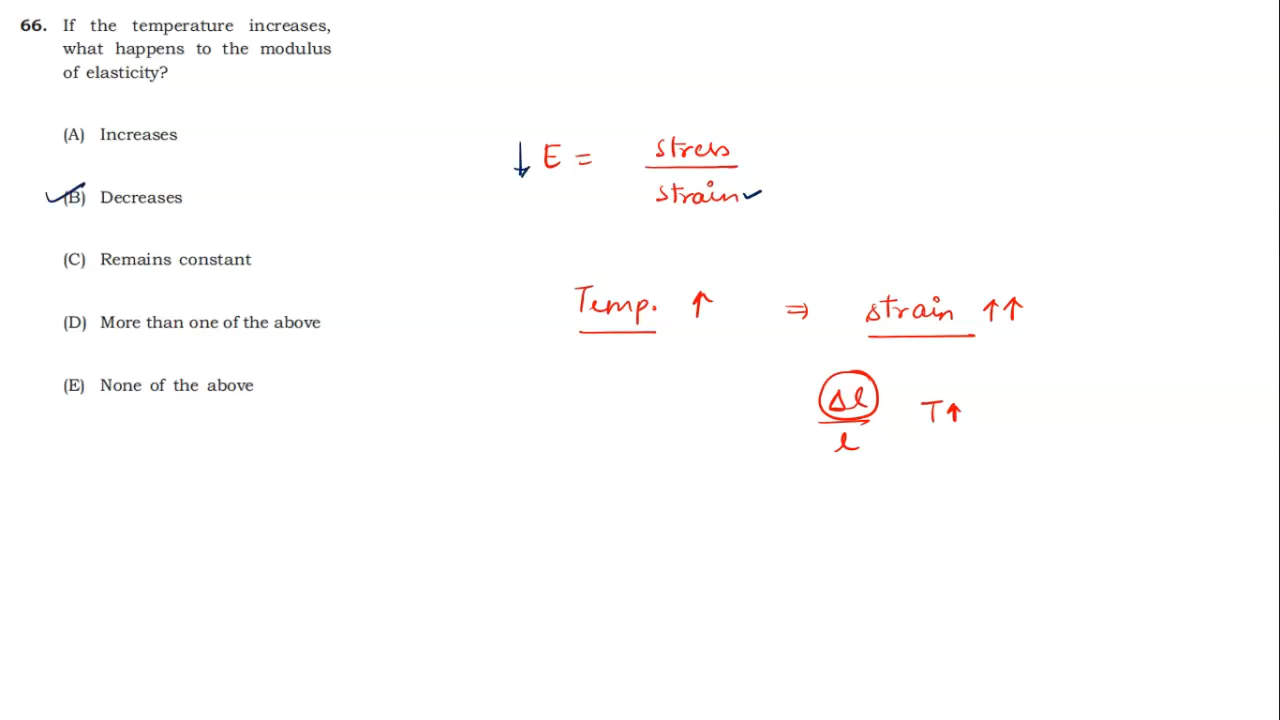 66. If the temperature increases,
what happens to the modulus
of elasticity?
(A) Increases
(B) Decreases
(C) Remains constant
(D) More than one of the above
(E) None of the above
↓ E = stress
strain
Temp. ↑ ⇒ strain ↑↑
Δl T↑
l